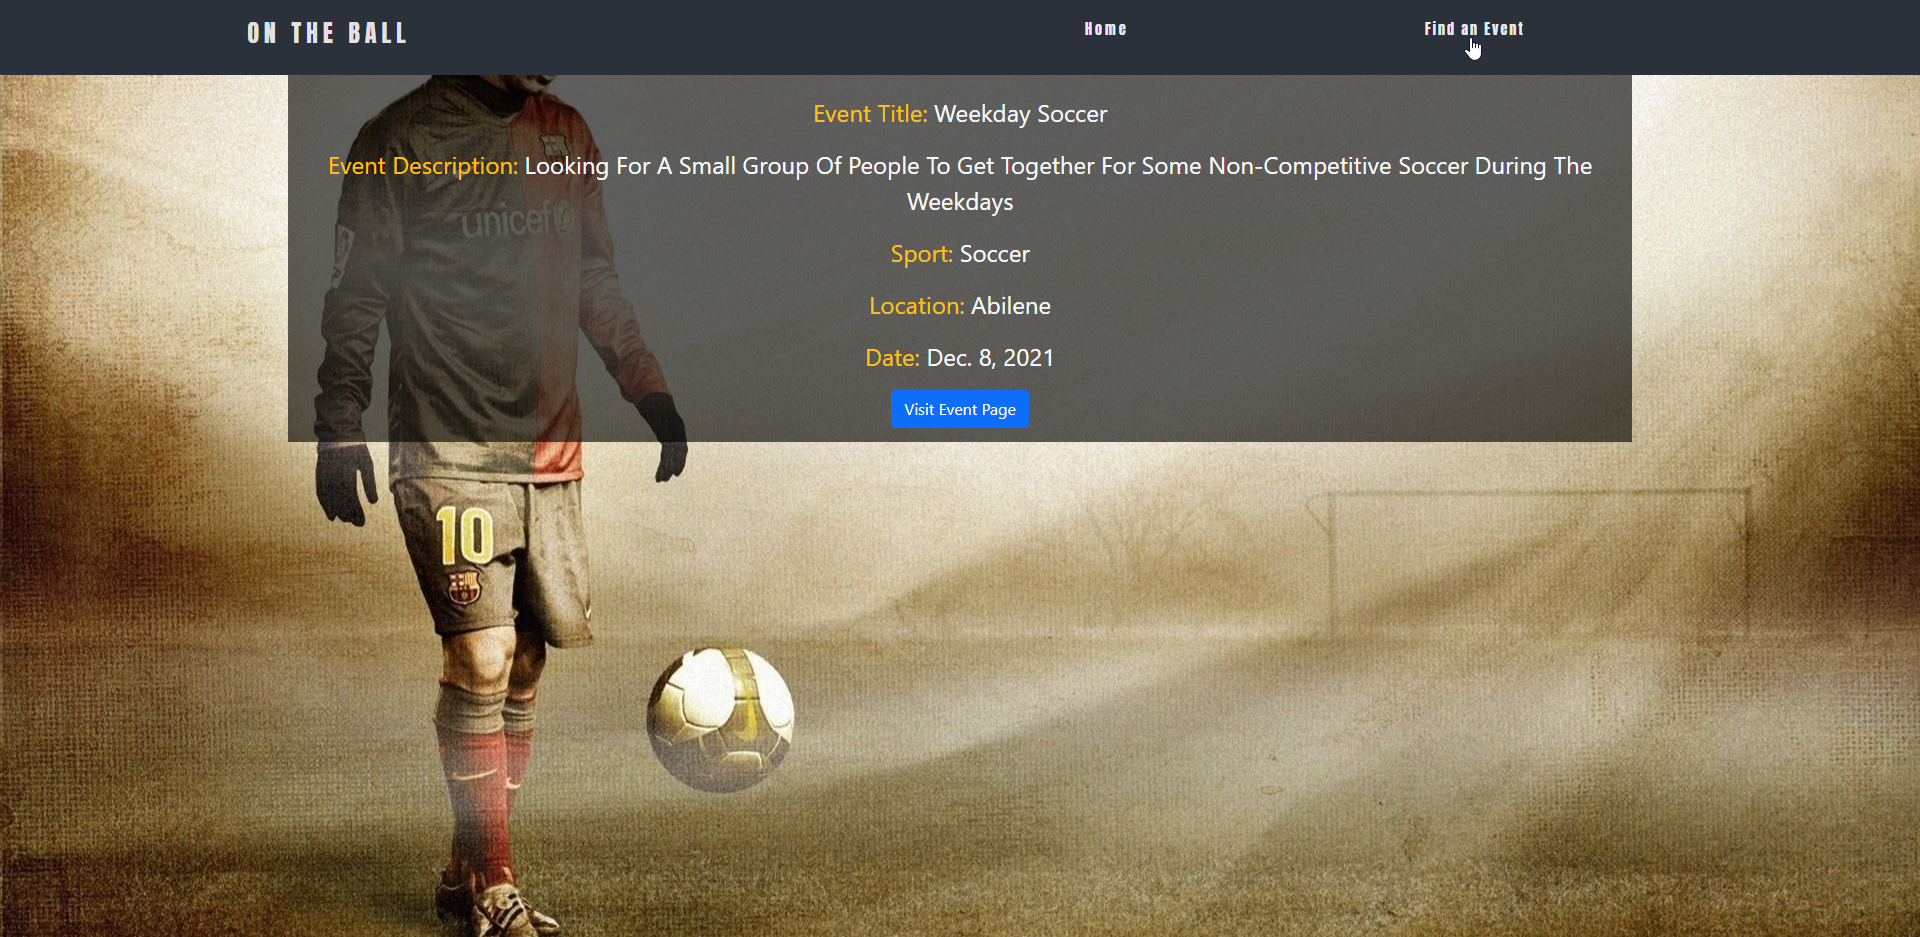 ON THE BALL
Home
Find an Event
Event Title: Weekday Soccer
Event Description: Looking For A Small Group Of People To Get Together For Some Non-Competitive Soccer During The
Weekdays
unicef
Sport: Soccer
Location: Abilene
Date: Dec. 8, 2021
Visit Event Page
10